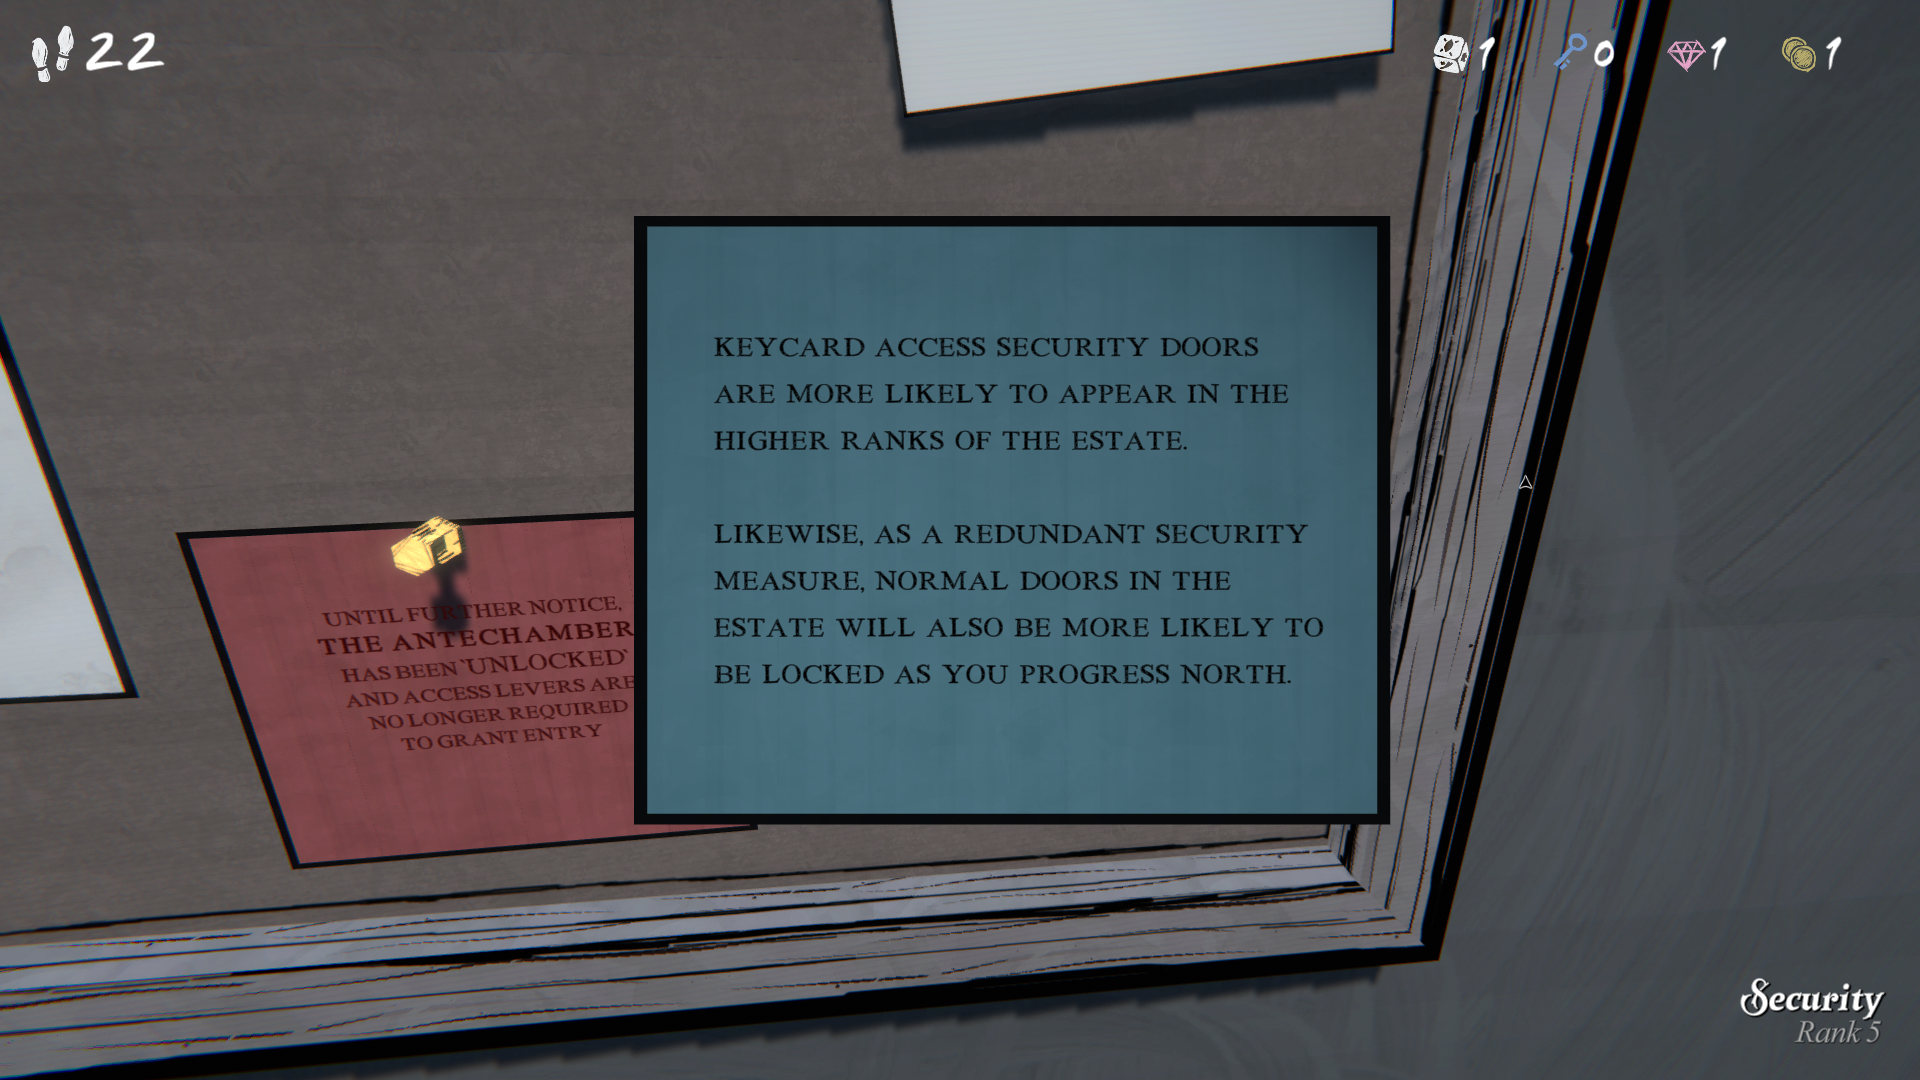 22
1
0
1
1
KEYCARD ACCESS SECURITY DOORS
ARE MORE LIKELY TO APPEAR IN THE
HIGHER RANKS OF THE ESTATE.
LIKEWISE, AS A REDUNDANT SECURITY
MEASURE, NORMAL DOORS IN THE
ESTATE WILL ALSO BE MORE LIKELY TO
BE LOCKED AS YOU PROGRESS NORTH.
UNTIL FURTHER NOTICE,
THE ANTECHAMBER
HAS BEEN 'UNLOCKED'
AND ACCESS LEVERS ARE
NO LONGER REQUIRED
TO GRANT ENTRY
Security
Rank 5